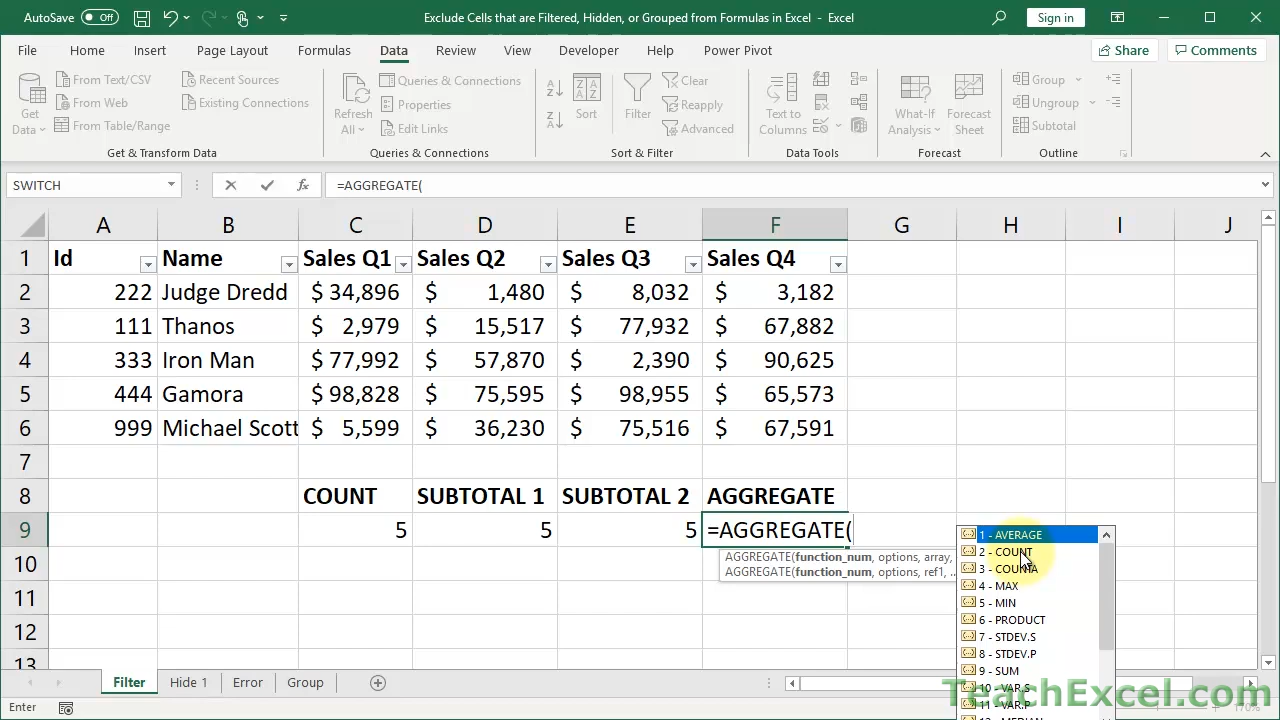 AutoSave Off Exclude Cells that are Filtered, Hidden, or Grouped from Formulas in Excel - Excel Sign in
File Home Insert Page Layout Formulas Data Review View Developer Help Power Pivot Share Comments
Get Data
From Text/CSV
From Web
From Table/Range
Recent Sources
Existing Connections
Get & Transform Data
Refresh All
Queries & Connections
Properties
Edit Links
Queries & Connections
Sort
Filter
Clear
Reapply
Advanced
Sort & Filter
Text to Columns
Data Tools
What-If Analysis
Forecast Sheet
Forecast
Group
Ungroup
Subtotal
Outline
SWITCH =AGGREGATE(
A B C D E F G H I J
1 Id Name Sales Q1 Sales Q2 Sales Q3 Sales Q4
2 222 Judge Dredd $ 34,896 $ 1,480 $ 8,032 $ 3,182
3 111 Thanos $ 2,979 $ 15,517 $ 77,932 $ 67,882
4 333 Iron Man $ 77,992 $ 57,870 $ 2,390 $ 90,625
5 444 Gamora $ 98,828 $ 75,595 $ 98,955 $ 65,573
6 999 Michael Scott $ 5,599 $ 36,230 $ 75,516 $ 67,591
7
8 COUNT SUBTOTAL 1 SUBTOTAL 2 AGGREGATE
9 5 5 5 =AGGREGATE(
10
11
12
13
AGGREGATE(function_num, options, array,
AGGREGATE(function_num, options, ref1, ..
1 - AVERAGE
2 - COUNT
3 - COUNTA
4 - MAX
5 - MIN
6 - PRODUCT
7 - STDEV.S
8 - STDEV.P
9 - SUM
10 - VAR.S
11 - VAR.P
12 - MEDIAN
Filter Hide 1 Error Group
TeachExcel.com
Enter 170%